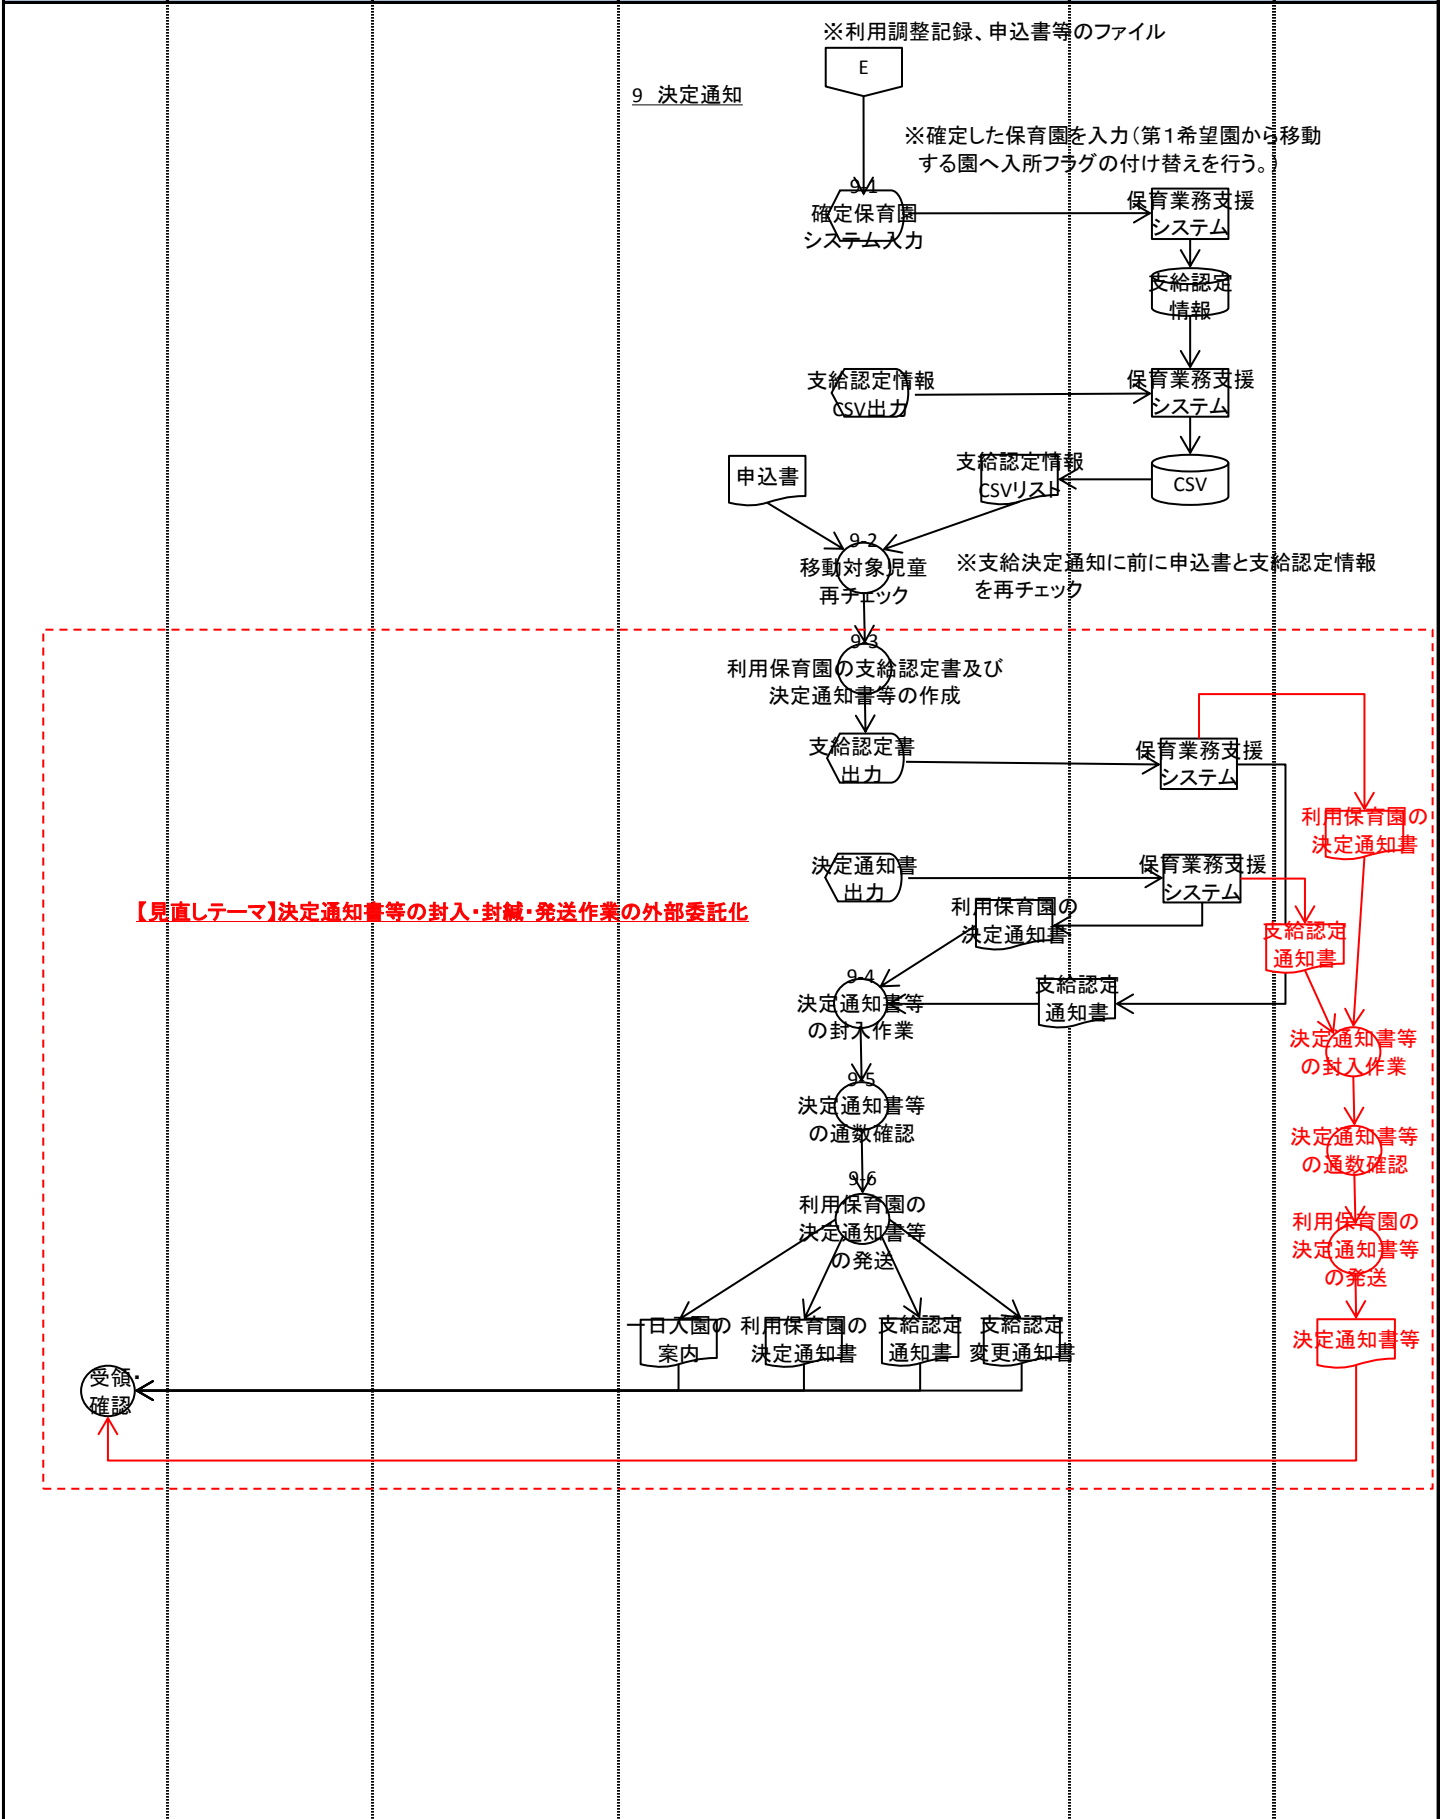 ※利用調整記録、申込書等のファイル
E
9 決定通知
※確定した保育園を入力（第１希望園から移動
する園へ入所フラグの付け替えを行う。）
9-1
確定保育園
システム入力
保育業務支援
システム
支給認定
情報
支給認定情報
CSV出力
保育業務支援
システム
申込書
支給認定情報
CSVリスト
CSV
9-2
移動対象児童
再チェック
※支給決定通知に前に申込書と支給認定情報
を再チェック
9-3
利用保育園の支給認定書及び
決定通知書等の作成
支給認定書
出力
保育業務支援
システム
利用保育園の
決定通知書
決定通知書
出力
保育業務支援
システム
【見直しテーマ】決定通知書等の封入・封緘・発送作業の外部委託化
利用保育園の
決定通知書
支給認定
通知書
9-4
決定通知書等
の封入作業
支給認定
通知書
決定通知書等
の封入作業
9-5
決定通知書等
の通数確認
決定通知書等
の通数確認
9-6
利用保育園の
決定通知書等
の発送
利用保育園の
決定通知書等
の発送
一日入園の
案内
利用保育園の
決定通知書
支給認定
通知書
支給認定
変更通知書
決定通知書等
受領・
確認